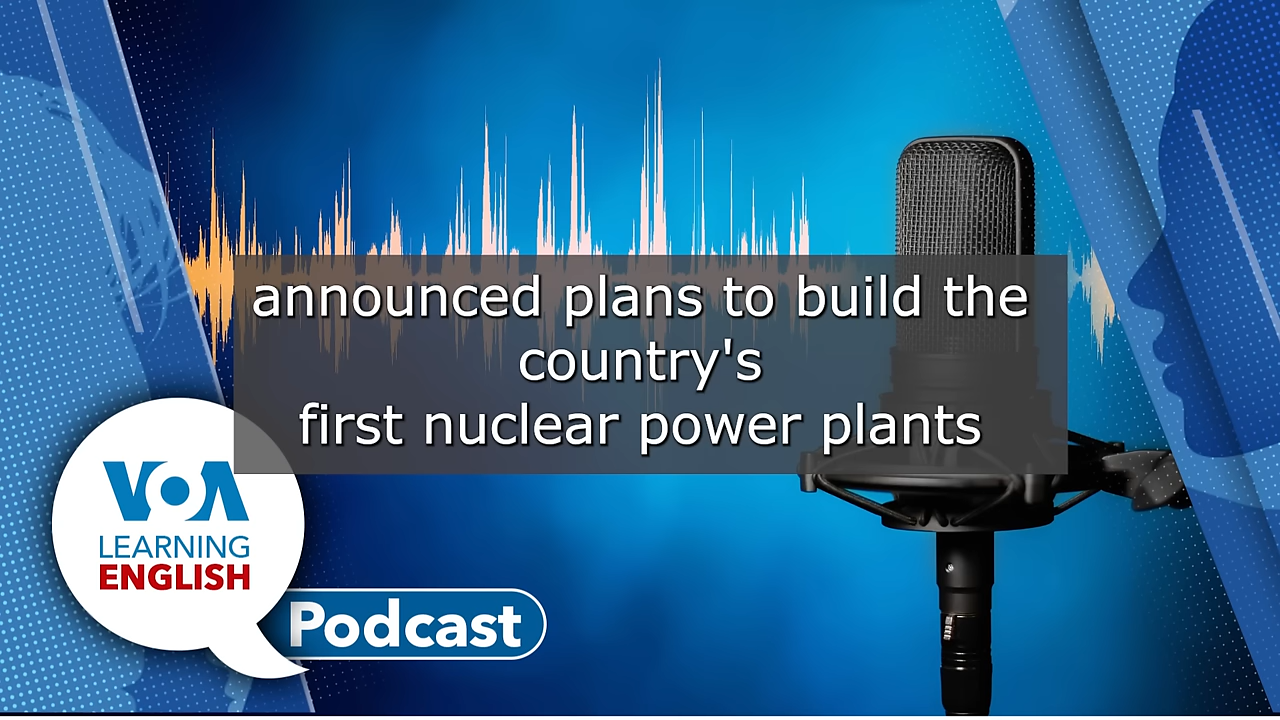 announced plans to build the
country's
first nuclear power plants
VOA
LEARNING
ENGLISH
Podcast